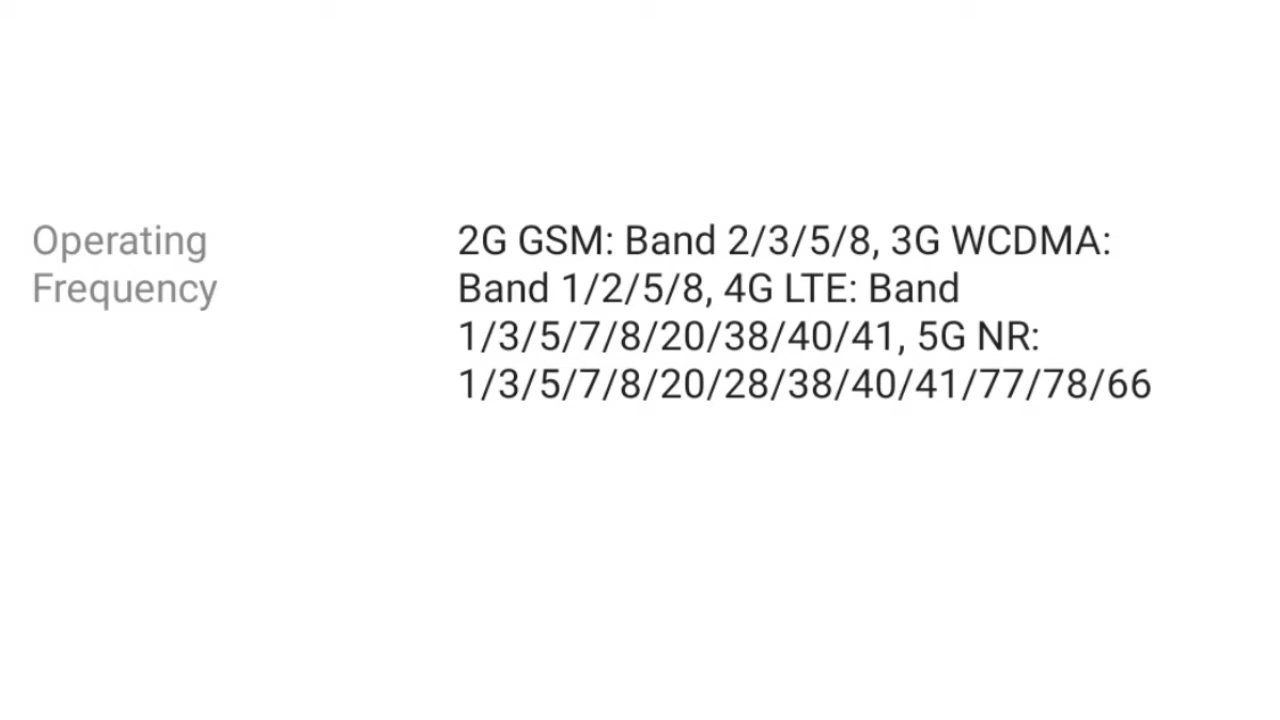 Operating
Frequency
2G GSM: Band 2/3/5/8, 3G WCDMA:
Band 1/2/5/8, 4G LTE: Band
1/3/5/7/8/20/38/40/41, 5G NR:
1/3/5/7/8/20/28/38/40/41/77/78/66